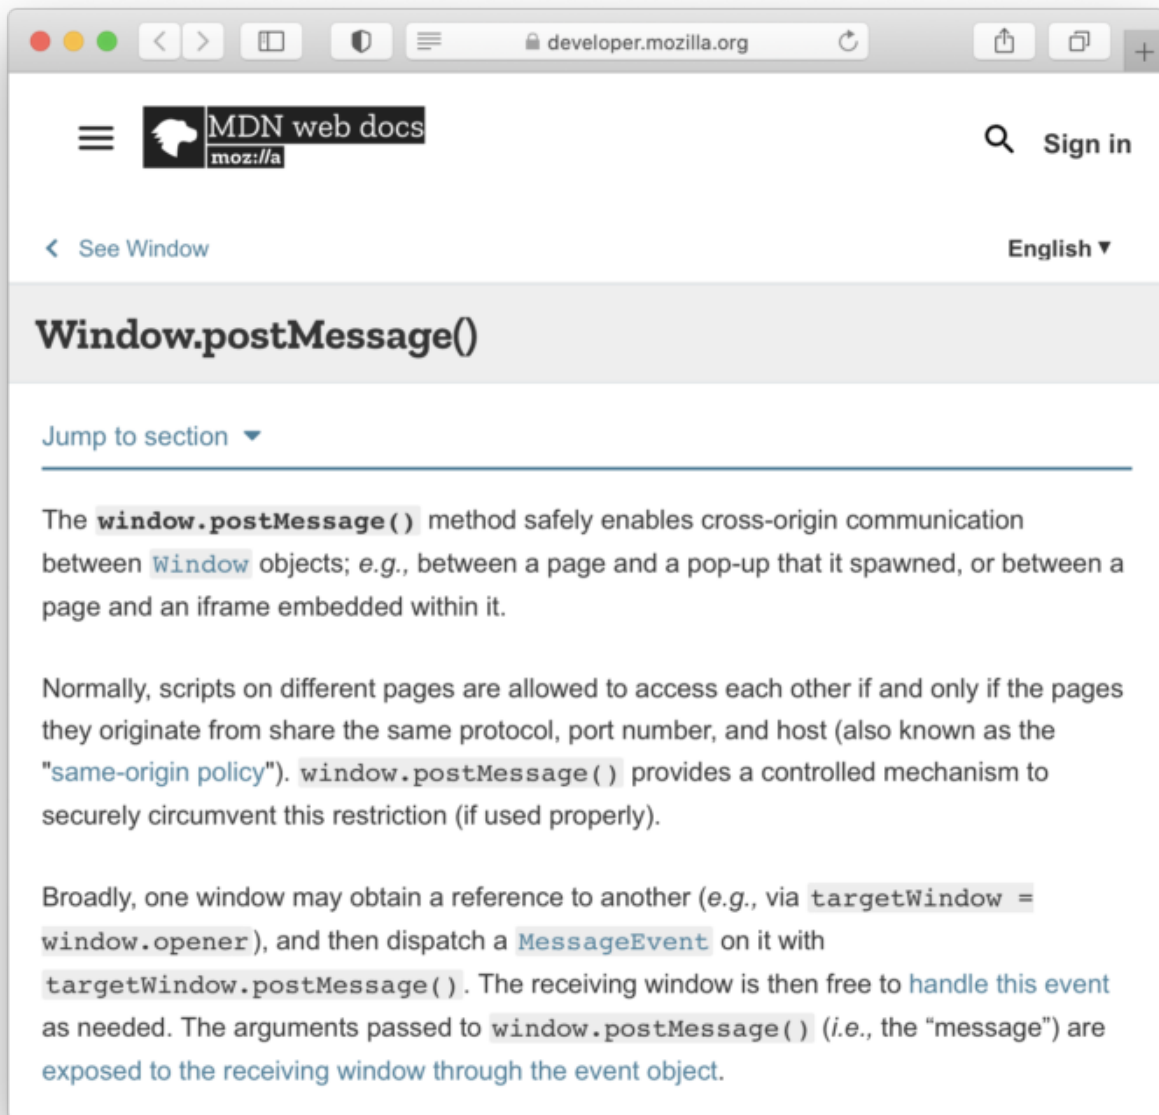 developer.mozilla.org
MDN web docs
moz://a
Sign in
See Window
English
Window.postMessage()
Jump to section
The window.postMessage() method safely enables cross-origin communication
between Window objects; e.g., between a page and a pop-up that it spawned, or between a
page and an iframe embedded within it.
Normally, scripts on different pages are allowed to access each other if and only if the pages
they originate from share the same protocol, port number, and host (also known as the
"same-origin policy"). window.postMessage() provides a controlled mechanism to
securely circumvent this restriction (if used properly).
Broadly, one window may obtain a reference to another (e.g., via targetWindow =
window.opener), and then dispatch a MessageEvent on it with
targetWindow.postMessage(). The receiving window is then free to handle this event
as needed. The arguments passed to window.postMessage() (i.e., the “message”) are
exposed to the receiving window through the event object.